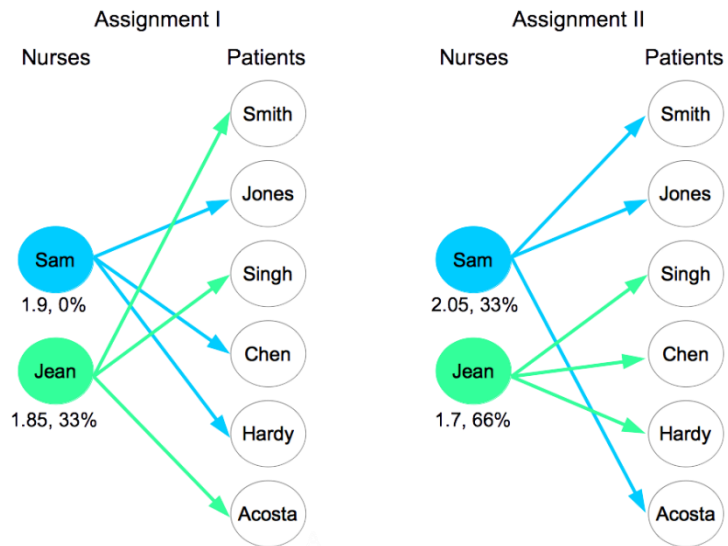 Assignment I
Nurses
Patients
Smith
Jones
Sam
Singh
1.9, 0%
Chen
Jean
1.85, 33%
Hardy
Acosta
Assignment II
Nurses
Patients
Smith
Jones
Sam
Singh
2.05, 33%
Chen
Jean
1.7, 66%
Hardy
Acosta